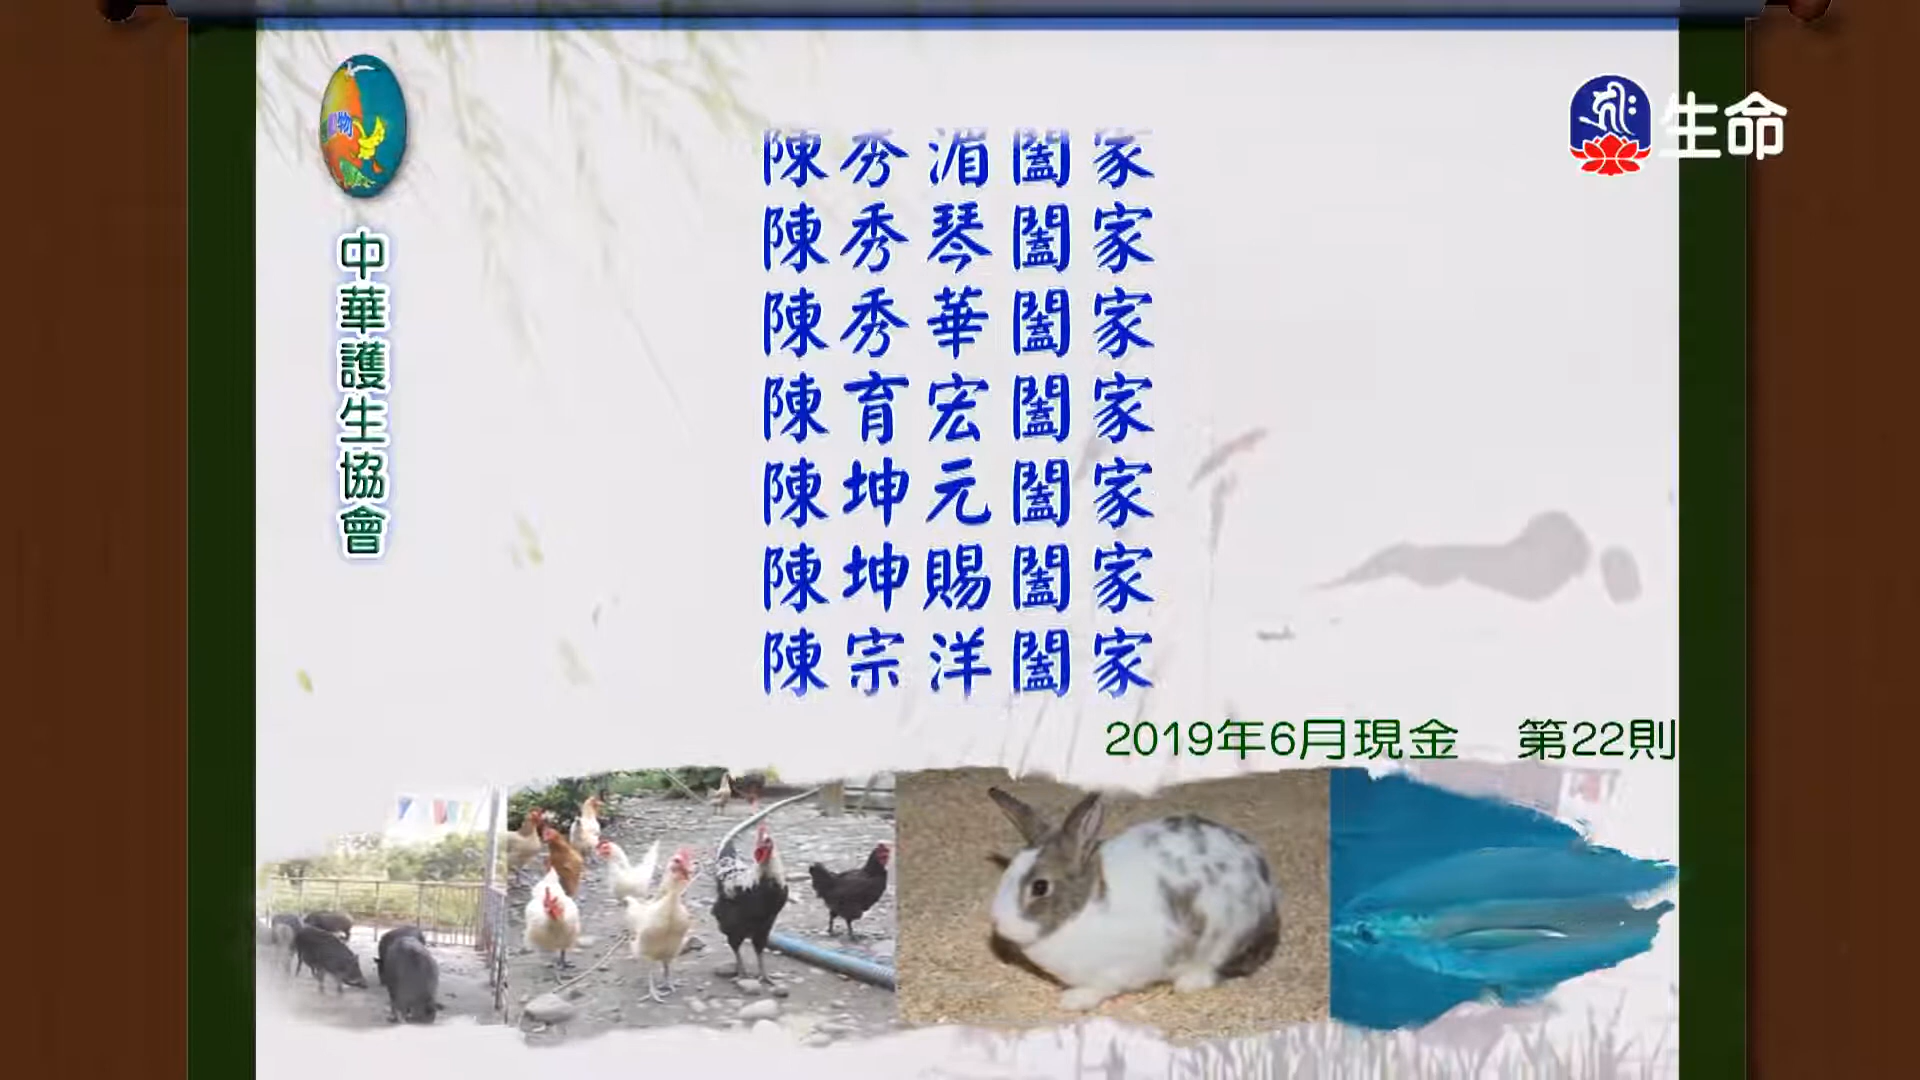 物
生命
中華護生協會
陳秀湄闔家
陳秀琴闔家
陳秀華闔家
陳育宏闔家
陳坤元闔家
陳坤賜闔家
陳宗洋闔家
2019年6月現金 第22則